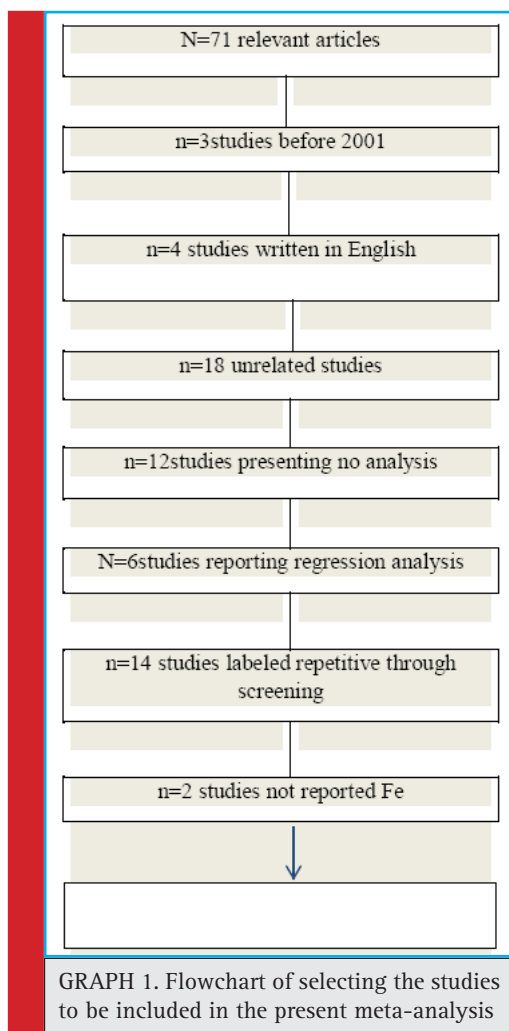 N=71 relevant articles
n=3studies before 2001
n=4 studies written in English
n=18 unrelated studies
n=12studies presenting no analysis
N=6studies reporting regression analysis
n=14 studies labeled repetitive through
screening
n=2 studies not reported Fe
GRAPH 1. Flowchart of selecting the studies
to be included in the present meta-analysis